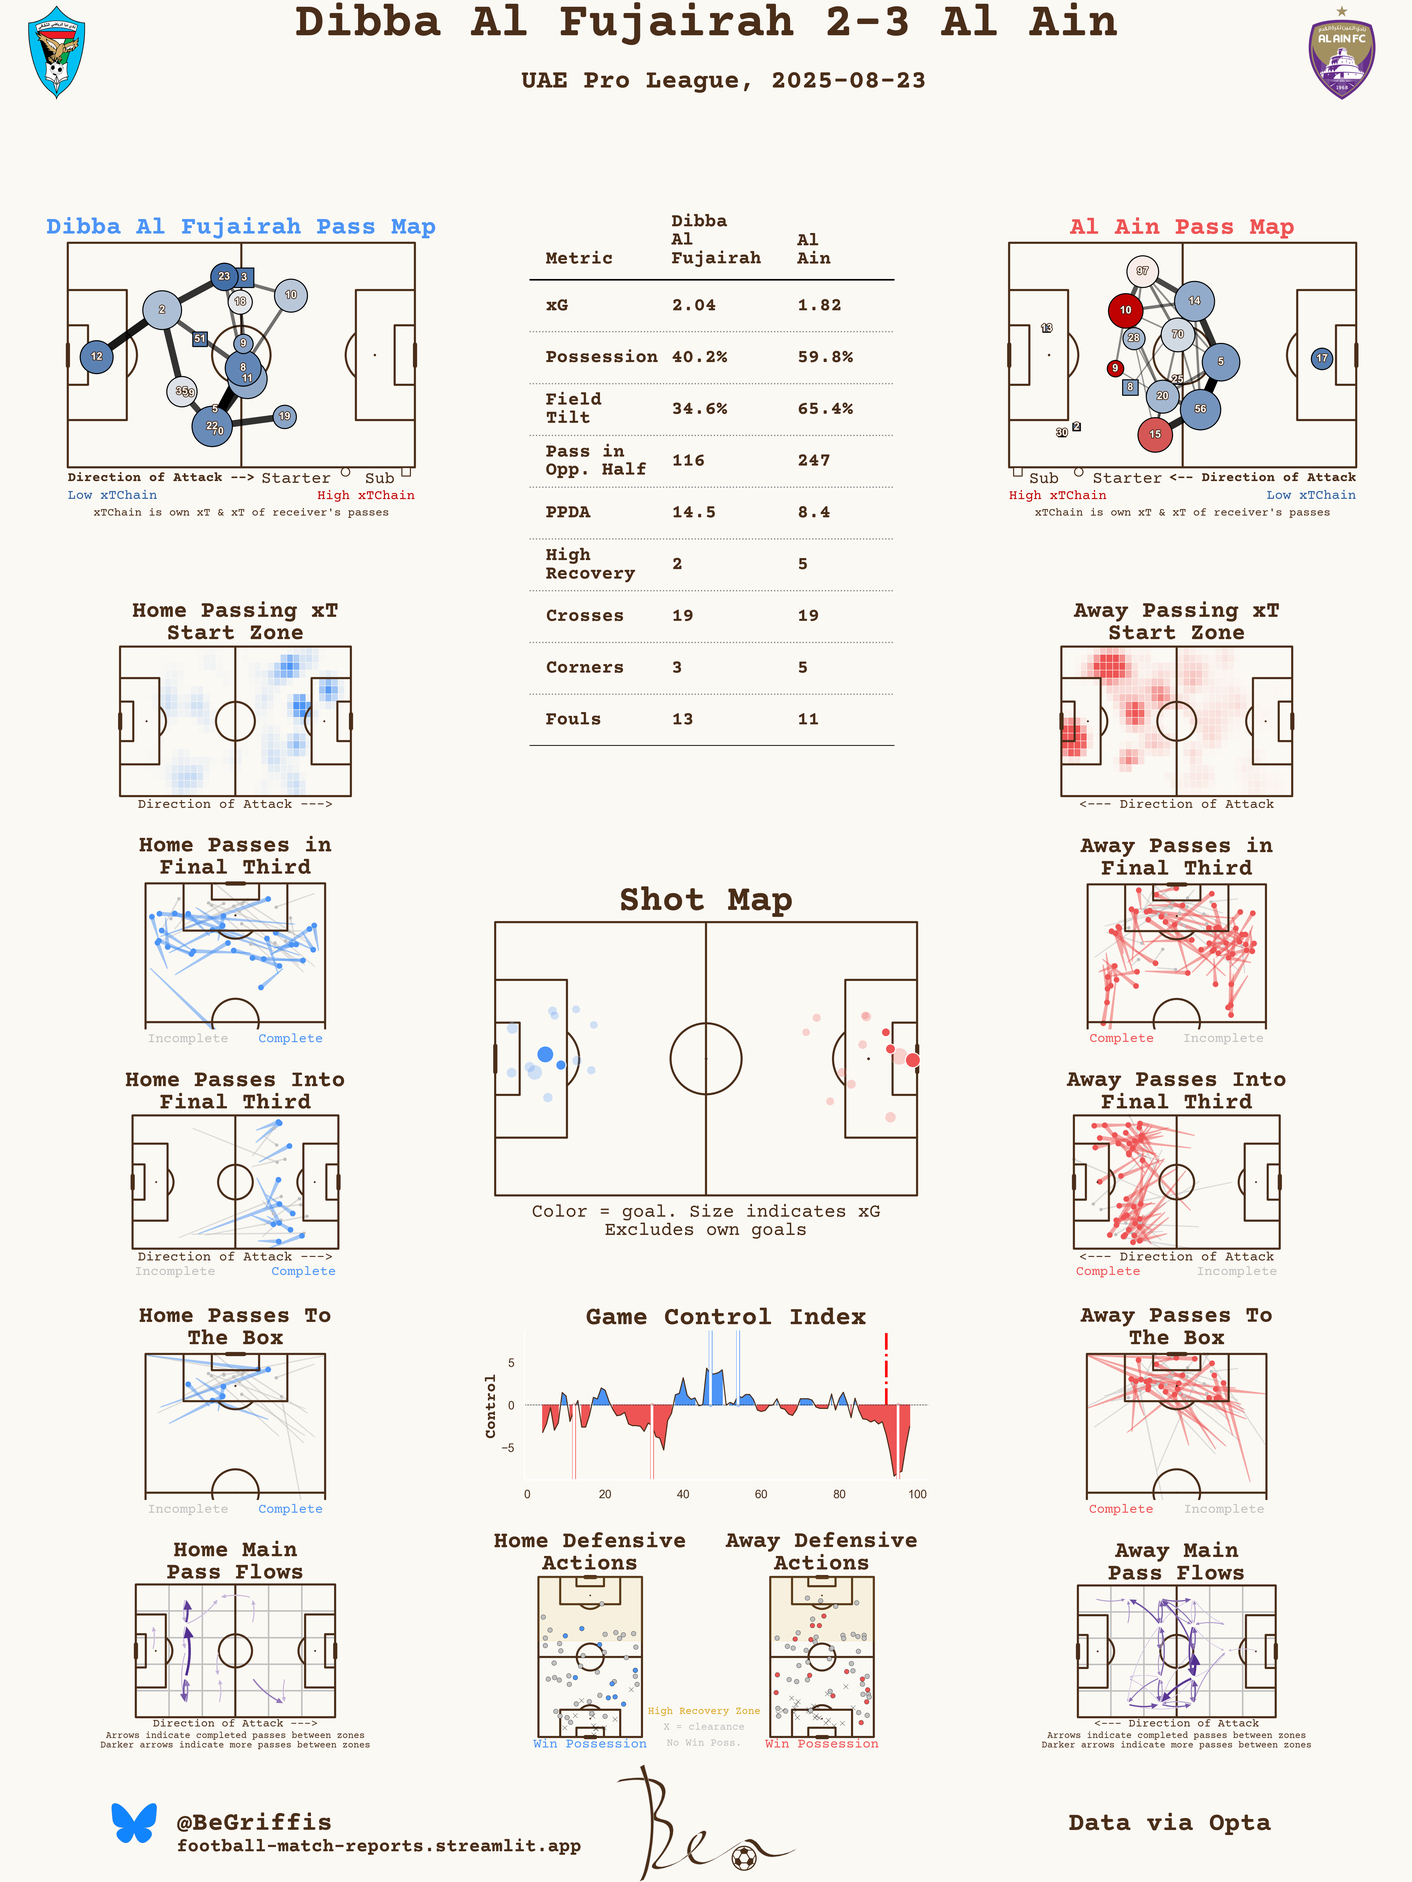 Dibba Al Fujairah 2-3 Al Ain
UAE Pro League, 2025-08-23
AL AIN FC
1968
Dibba Al Fujairah Pass Map
23
3
10
2
18
51
9
12
8
11
35
59
5
22
70
19
Direction of Attack --> Starter Sub
Low xTChain High xTChain
xTChain is own xT & xT of receiver's passes
Metric Dibba Al Fujairah Al Ain
xG 2.04 1.82
Possession 40.2% 59.8%
Field Tilt 34.6% 65.4%
Pass in Opp. Half 116 247
PPDA 14.5 8.4
High Recovery 2 5
Crosses 19 19
Corners 3 5
Fouls 13 11
Al Ain Pass Map
97
14
10
13
28
70
5
17
9
25
8
20
56
30
2
15
Sub Starter <-- Direction of Attack
High xTChain Low xTChain
xTChain is own xT & xT of receiver's passes
Home Passing xT
Start Zone
Direction of Attack --->
Away Passing xT
Start Zone
<--- Direction of Attack
Home Passes in
Final Third
Incomplete Complete
Away Passes in
Final Third
Complete Incomplete
Shot Map
Color = goal. Size indicates xG
Excludes own goals
Home Passes Into
Final Third
Direction of Attack --->
Incomplete Complete
Away Passes Into
Final Third
<--- Direction of Attack
Complete Incomplete
Home Passes To
The Box
Incomplete Complete
Game Control Index
Control
5
0
−5
0 20 40 60 80 100
Away Passes To
The Box
Complete Incomplete
Home Main
Pass Flows
Direction of Attack --->
Arrows indicate completed passes between zones
Darker arrows indicate more passes between zones
Home Defensive
Actions
Win Possession
High Recovery Zone
X = clearance
No Win Poss.
Away Defensive
Actions
Win Possession
Away Main
Pass Flows
<--- Direction of Attack
Arrows indicate completed passes between zones
Darker arrows indicate more passes between zones
@BeGriffis
football-match-reports.streamlit.app
Ben
Data via Opta